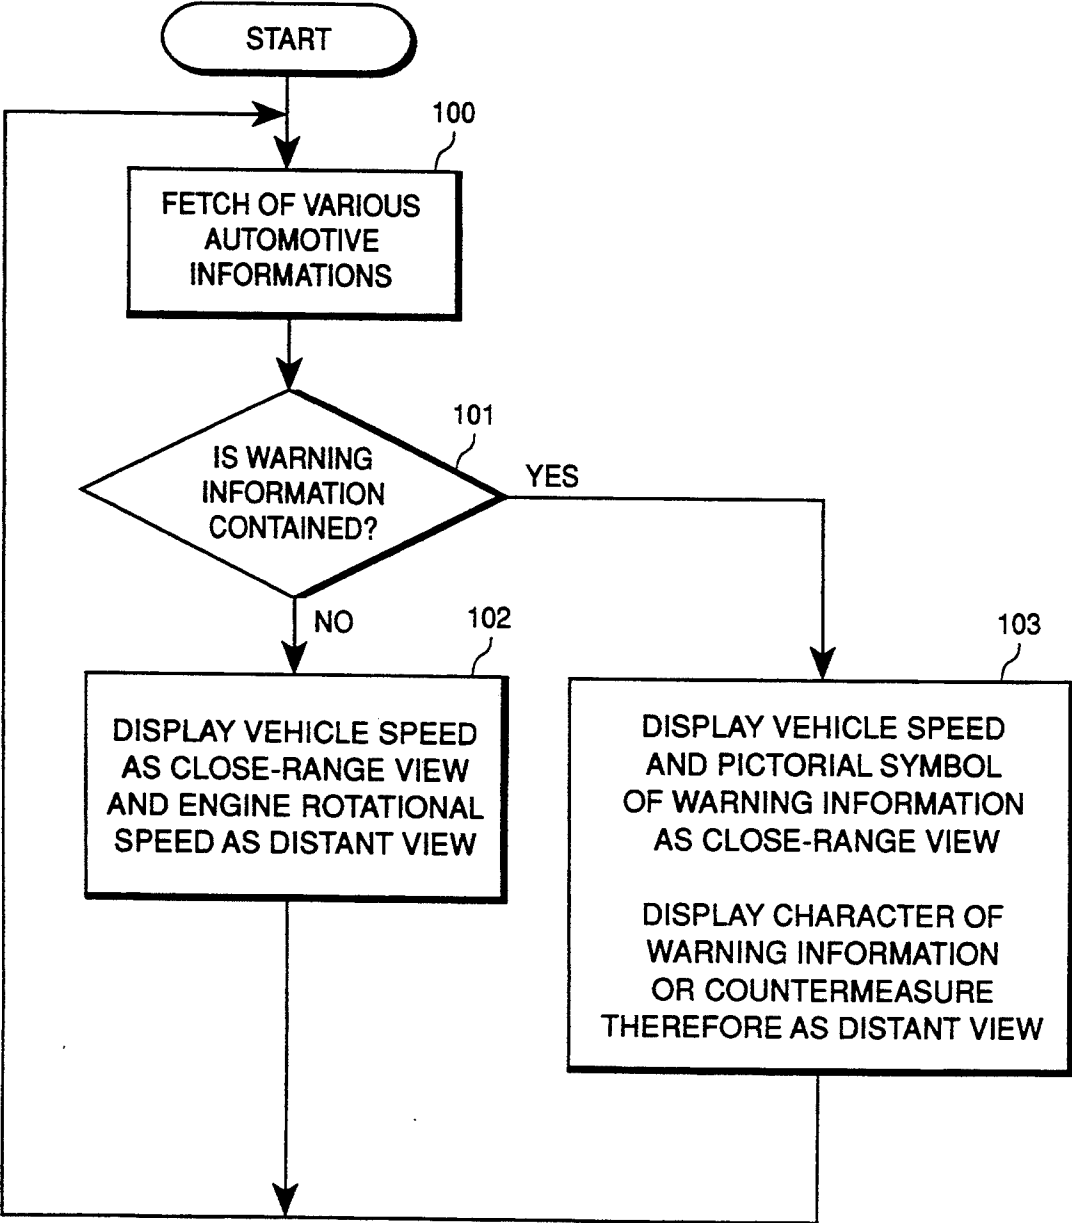 START
100
FETCH OF VARIOUS
AUTOMOTIVE
INFORMATIONS
101
IS WARNING
INFORMATION
CONTAINED?
YES
NO
102
DISPLAY VEHICLE SPEED
AS CLOSE-RANGE VIEW
AND ENGINE ROTATIONAL
SPEED AS DISTANT VIEW
103
DISPLAY VEHICLE SPEED
AND PICTORIAL SYMBOL
OF WARNING INFORMATION
AS CLOSE-RANGE VIEW
DISPLAY CHARACTER OF
WARNING INFORMATION
OR COUNTERMEASURE
THEREFORE AS DISTANT VIEW